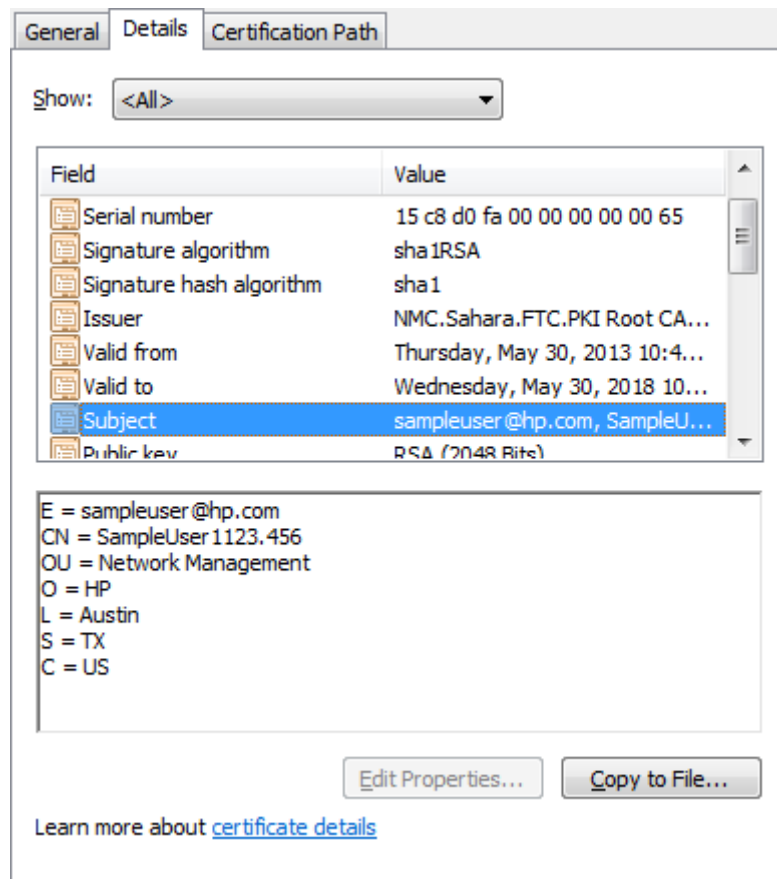 General Details Certification Path
Show: <All>
Field Value
Serial number 15 c8 d0 fa 00 00 00 00 00 65
Signature algorithm sha1RSA
Signature hash algorithm sha1
Issuer NMC.Sahara.FTC.PKI Root CA...
Valid from Thursday, May 30, 2013 10:4...
Valid to Wednesday, May 30, 2018 10...
Subject sampleuser@hp.com, SampleU...
Public key RSA (2048 Bits)
E = sampleuser@hp.com
CN = SampleUser1123.456
OU = Network Management
O = HP
L = Austin
S = TX
C = US
Edit Properties... Copy to File...
Learn more about certificate details